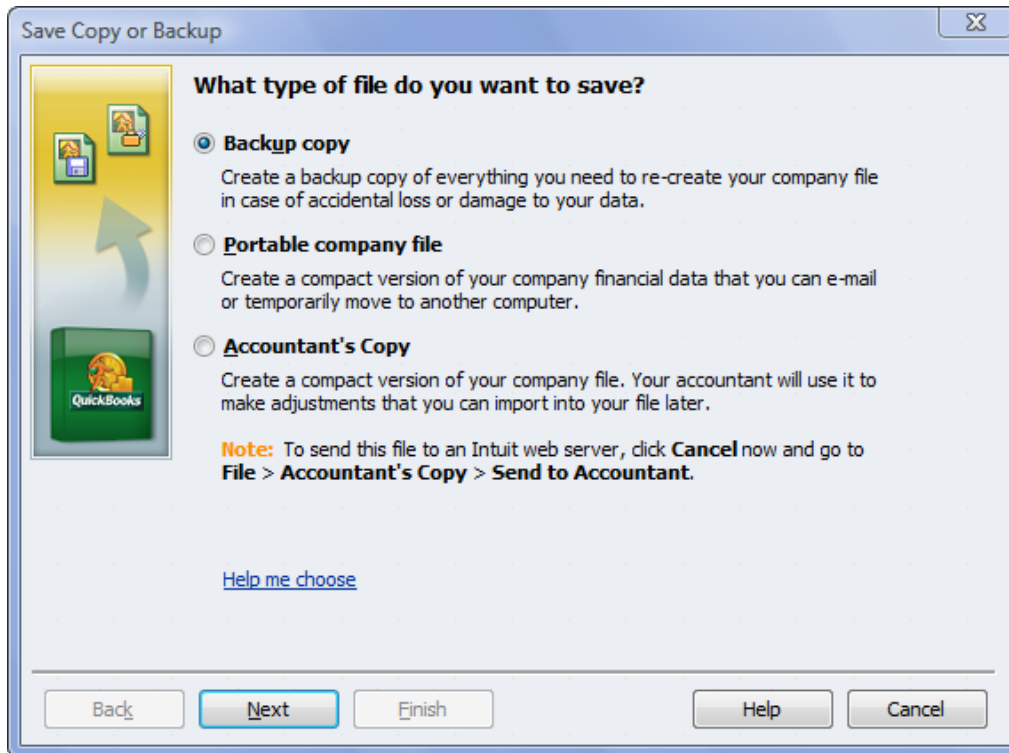 Save Copy or Backup
What type of file do you want to save?
Backup copy
Create a backup copy of everything you need to re-create your company file
in case of accidental loss or damage to your data.
Portable company file
Create a compact version of your company financial data that you can e-mail
or temporarily move to another computer.
Accountant's Copy
Create a compact version of your company file. Your accountant will use it to
make adjustments that you can import into your file later.
QuickBooks
Note: To send this file to an Intuit web server, click Cancel now and go to
File > Accountant's Copy > Send to Accountant.
Help me choose
Back Next Finish Help Cancel